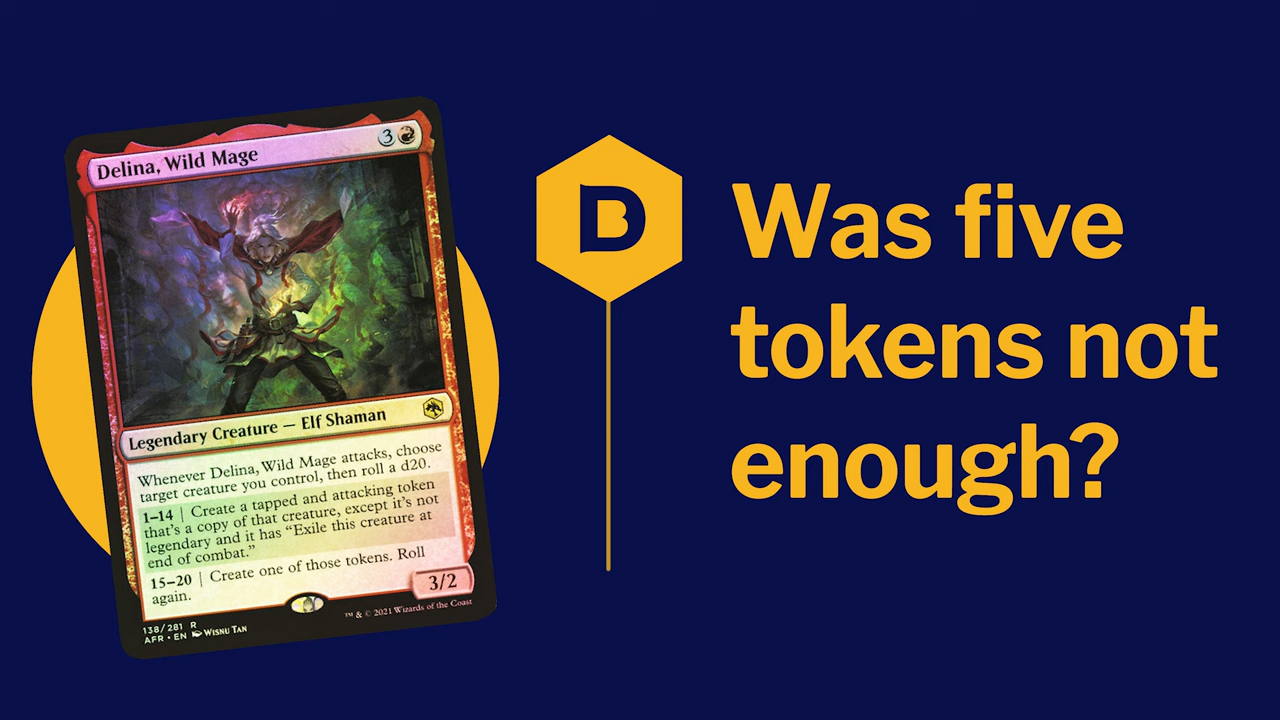 Delina, Wild Mage
3
Legendary Creature — Elf Shaman
Whenever Delina, Wild Mage attacks, choose
target creature you control, then roll a d20.
1–14 | Create a tapped and attacking token
that's a copy of that creature, except it's not
legendary and it has "Exile this creature at
end of combat."
15–20 | Create one of those tokens. Roll
again.
3/2
138/281 R
AFR • EN Wisnu Tan
™ & © 2021 Wizards of the Coast
DB
Was five
tokens not
enough?